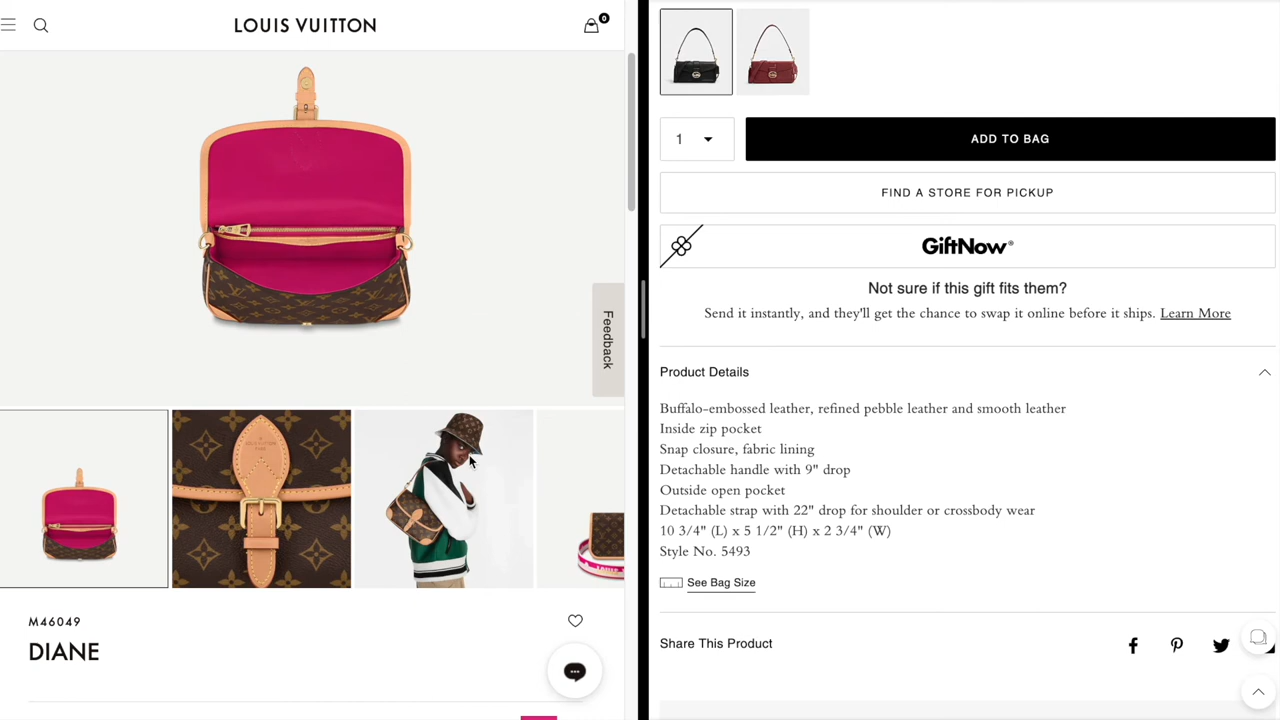 LOUIS VUITTON
0
Feedback
M46049
DIANE
1
ADD TO BAG
FIND A STORE FOR PICKUP
GiftNow®
Not sure if this gift fits them?
Send it instantly, and they'll get the chance to swap it online before it ships. Learn More
Product Details
Buffalo-embossed leather, refined pebble leather and smooth leather
Inside zip pocket
Snap closure, fabric lining
Detachable handle with 9" drop
Outside open pocket
Detachable strap with 22" drop for shoulder or crossbody wear
10 3/4" (L) x 5 1/2" (H) x 2 3/4" (W)
Style No. 5493
See Bag Size
Share This Product